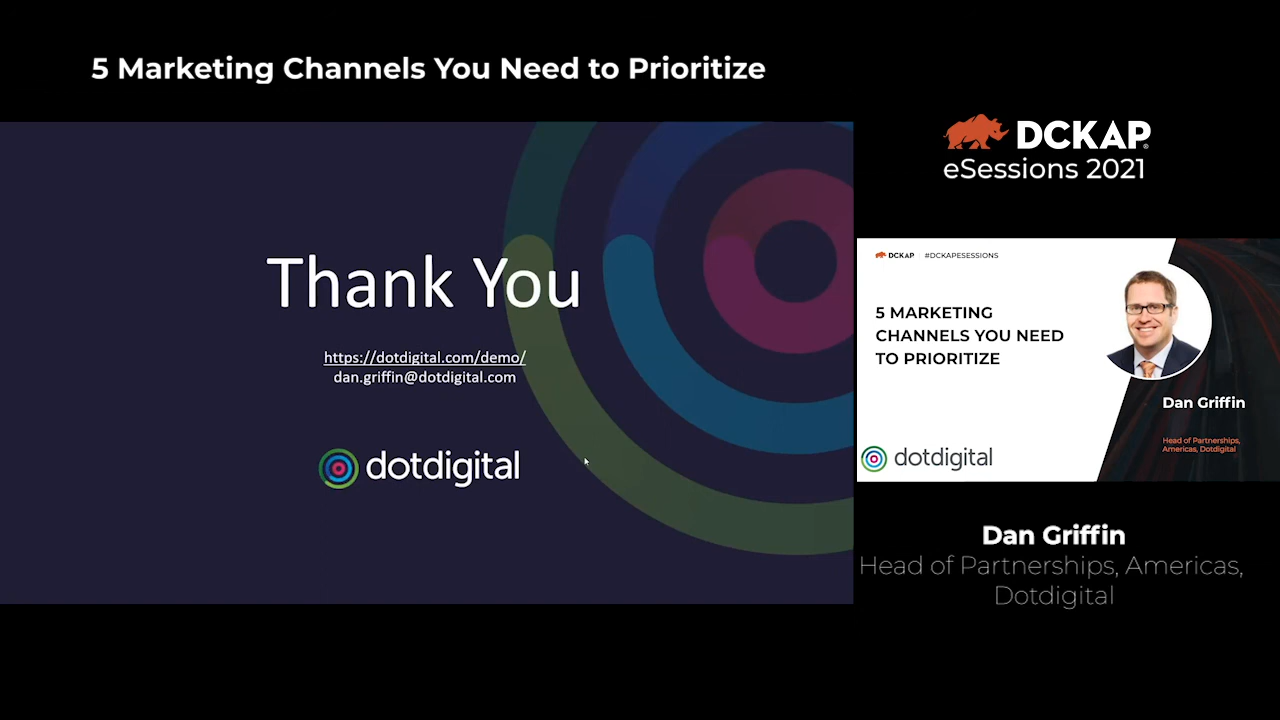 5 Marketing Channels You Need to Prioritize
Thank You
https://dotdigital.com/demo/
dan.griffin@dotdigital.com
dotdigital
DCKAP®
eSessions 2021
DCKAP | #DCKAPESESSIONS
5 MARKETING
CHANNELS YOU NEED
TO PRIORITIZE
Dan Griffin
Head of Partnerships,
Americas, Dotdigital
dotdigital
Dan Griffin
Head of Partnerships, Americas,
Dotdigital